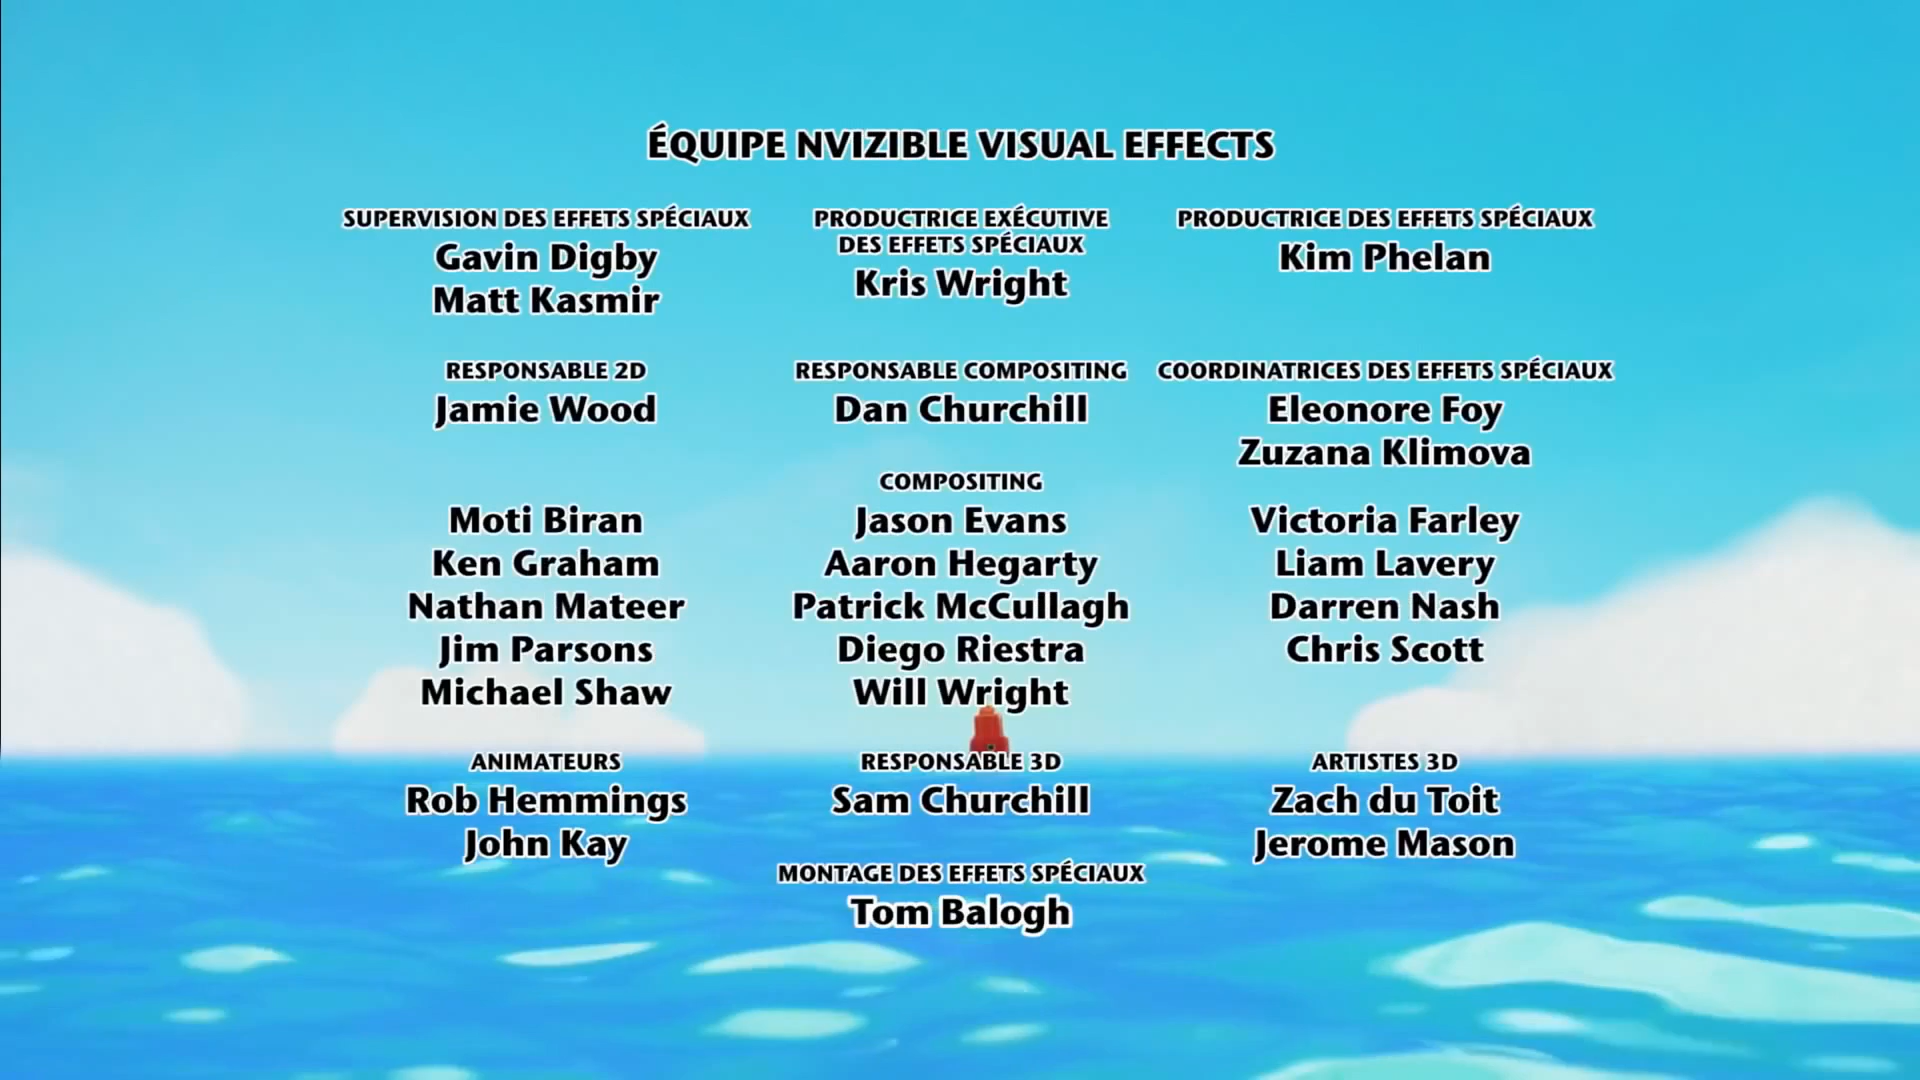 ÉQUIPE NVIZIBLE VISUAL EFFECTS
SUPERVISION DES EFFETS SPÉCIAUX
Gavin Digby
Matt Kasmir
PRODUCTRICE EXÉCUTIVE
DES EFFETS SPÉCIAUX
Kris Wright
PRODUCTRICE DES EFFETS SPÉCIAUX
Kim Phelan
RESPONSABLE 2D
Jamie Wood
RESPONSABLE COMPOSITING
Dan Churchill
COORDINATRICES DES EFFETS SPÉCIAUX
Eleonore Foy
Zuzana Klimova
COMPOSITING
Moti Biran
Ken Graham
Nathan Mateer
Jim Parsons
Michael Shaw
Jason Evans
Aaron Hegarty
Patrick McCullagh
Diego Riestra
Will Wright
Victoria Farley
Liam Lavery
Darren Nash
Chris Scott
ANIMATEURS
Rob Hemmings
John Kay
RESPONSABLE 3D
Sam Churchill
ARTISTES 3D
Zach du Toit
Jerome Mason
MONTAGE DES EFFETS SPÉCIAUX
Tom Balogh